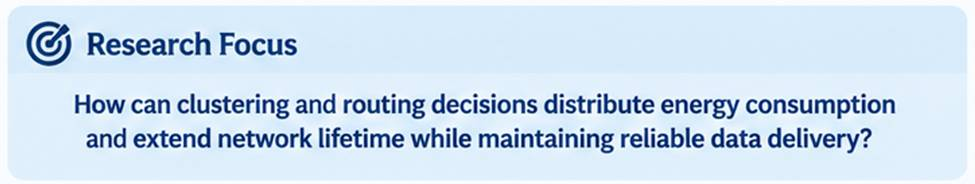 Research Focus
How can clustering and routing decisions distribute energy consumption
and extend network lifetime while maintaining reliable data delivery?